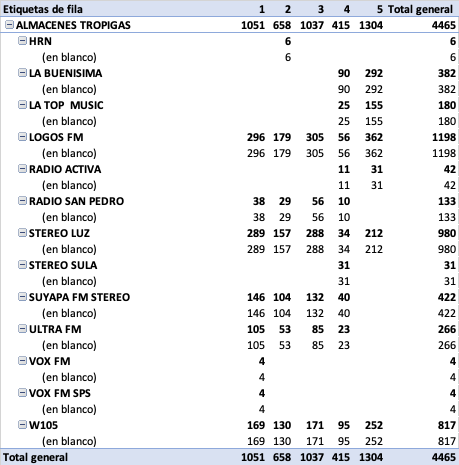 Etiquetas de fila 1 2 3 4 5 Total general
ALMACENES TROPIGAS 1051 658 1037 415 1304 4465
HRN 6 6
(en blanco) 6 6
LA BUENISIMA 90 292 382
(en blanco) 90 292 382
LA TOP MUSIC 25 155 180
(en blanco) 25 155 180
LOGOS FM 296 179 305 56 362 1198
(en blanco) 296 179 305 56 362 1198
RADIO ACTIVA 11 31 42
(en blanco) 11 31 42
RADIO SAN PEDRO 38 29 56 10 133
(en blanco) 38 29 56 10 133
STEREO LUZ 289 157 288 34 212 980
(en blanco) 289 157 288 34 212 980
STEREO SULA 31 31
(en blanco) 31 31
SUYAPA FM STEREO 146 104 132 40 422
(en blanco) 146 104 132 40 422
ULTRA FM 105 53 85 23 266
(en blanco) 105 53 85 23 266
VOX FM 4 4
(en blanco) 4 4
VOX FM SPS 4 4
(en blanco) 4 4
W105 169 130 171 95 252 817
(en blanco) 169 130 171 95 252 817
Total general 1051 658 1037 415 1304 4465